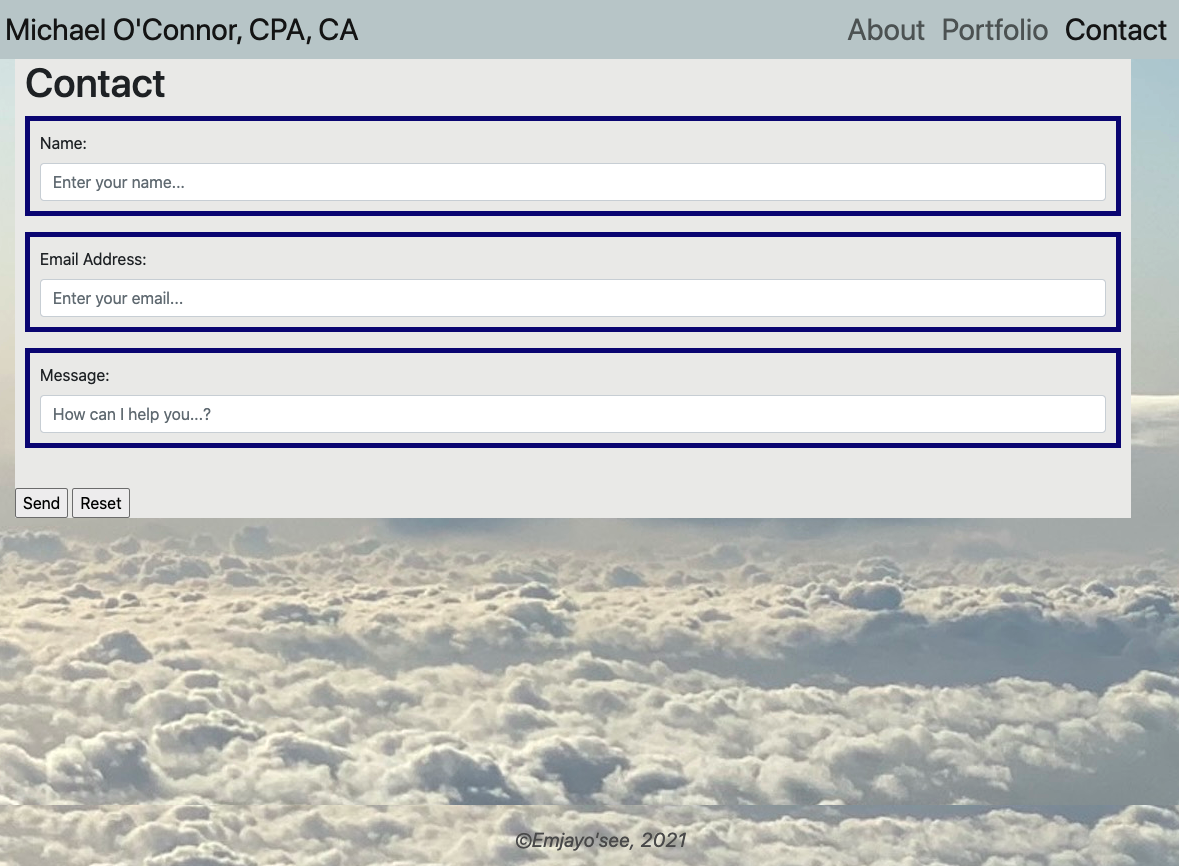 Michael O'Connor, CPA, CA About Portfolio Contact
Contact
Name:
Enter your name...
Email Address:
Enter your email...
Message:
How can I help you...?
Send Reset
©Emjayo'see, 2021